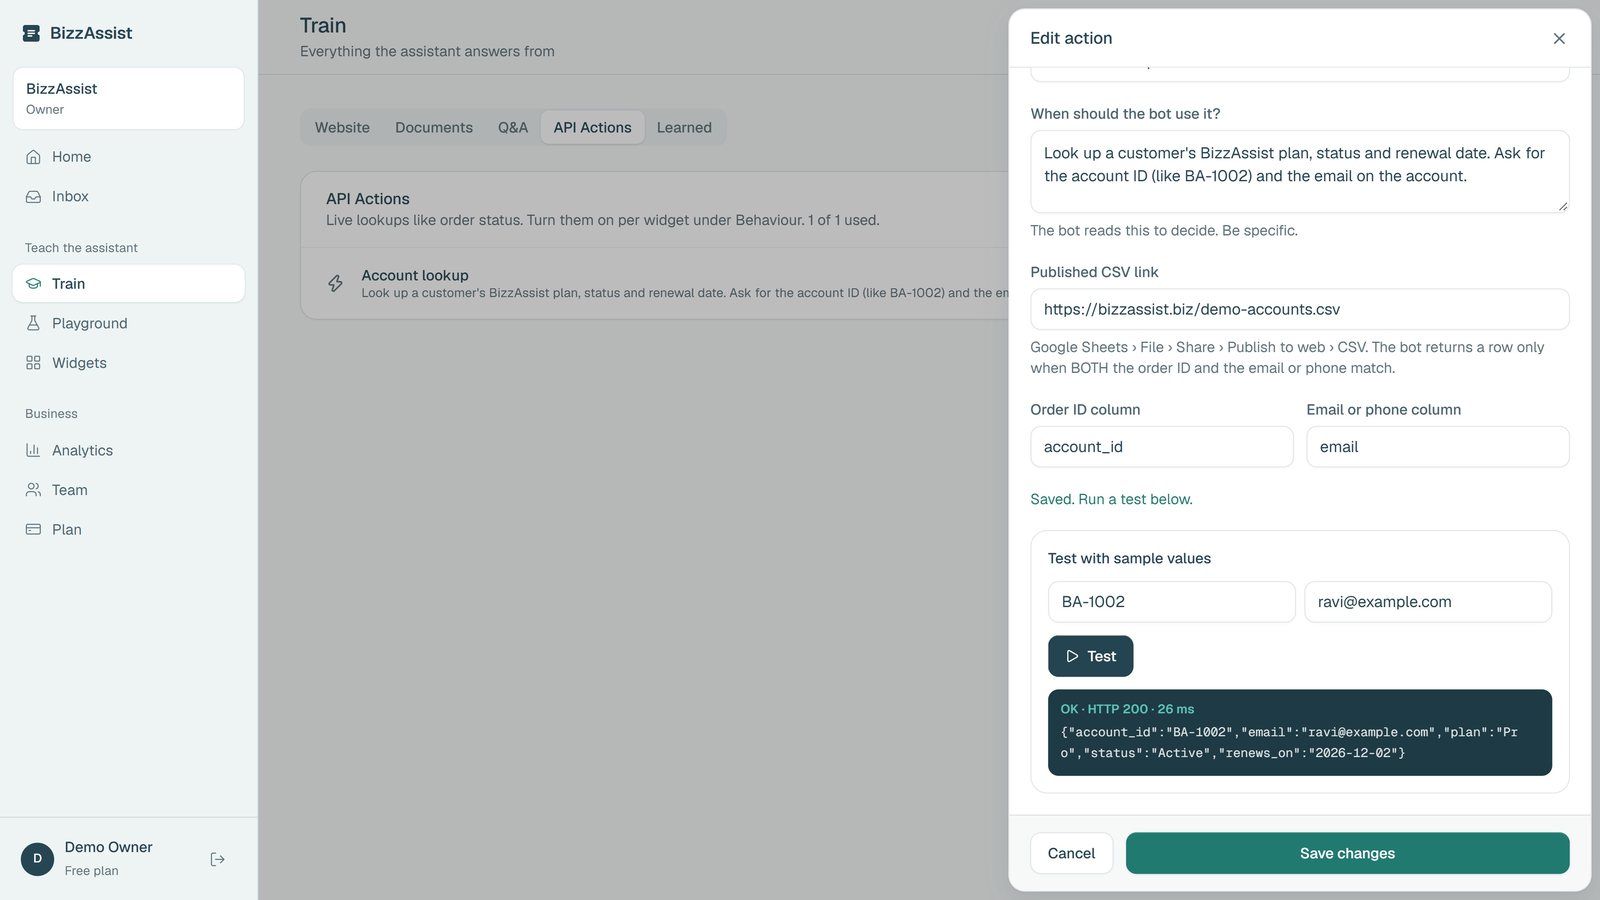 BizzAssist
BizzAssist
Owner
Home
Inbox
Teach the assistant
Train
Playground
Widgets
Business
Analytics
Team
Plan
D
Demo Owner
Free plan
Train
Everything the assistant answers from
Website
Documents
Q&A
API Actions
Learned
API Actions
Live lookups like order status. Turn them on per widget under Behaviour. 1 of 1 used.
Account lookup
Look up a customer's BizzAssist plan, status and renewal date. Ask for the account ID (like BA-1002) and the
Edit action
When should the bot use it?
Look up a customer's BizzAssist plan, status and renewal date. Ask for
the account ID (like BA-1002) and the email on the account.
The bot reads this to decide. Be specific.
Published CSV link
https://bizzassist.biz/demo-accounts.csv
Google Sheets › File › Share › Publish to web › CSV. The bot returns a row only
when BOTH the order ID and the email or phone match.
Order ID column
Email or phone column
account_id
email
Saved. Run a test below.
Test with sample values
BA-1002
ravi@example.com
Test
OK · HTTP 200 · 26 ms
{"account_id":"BA-1002","email":"ravi@example.com","plan":"Pr
o","status":"Active","renews_on":"2026-12-02"}
Cancel
Save changes